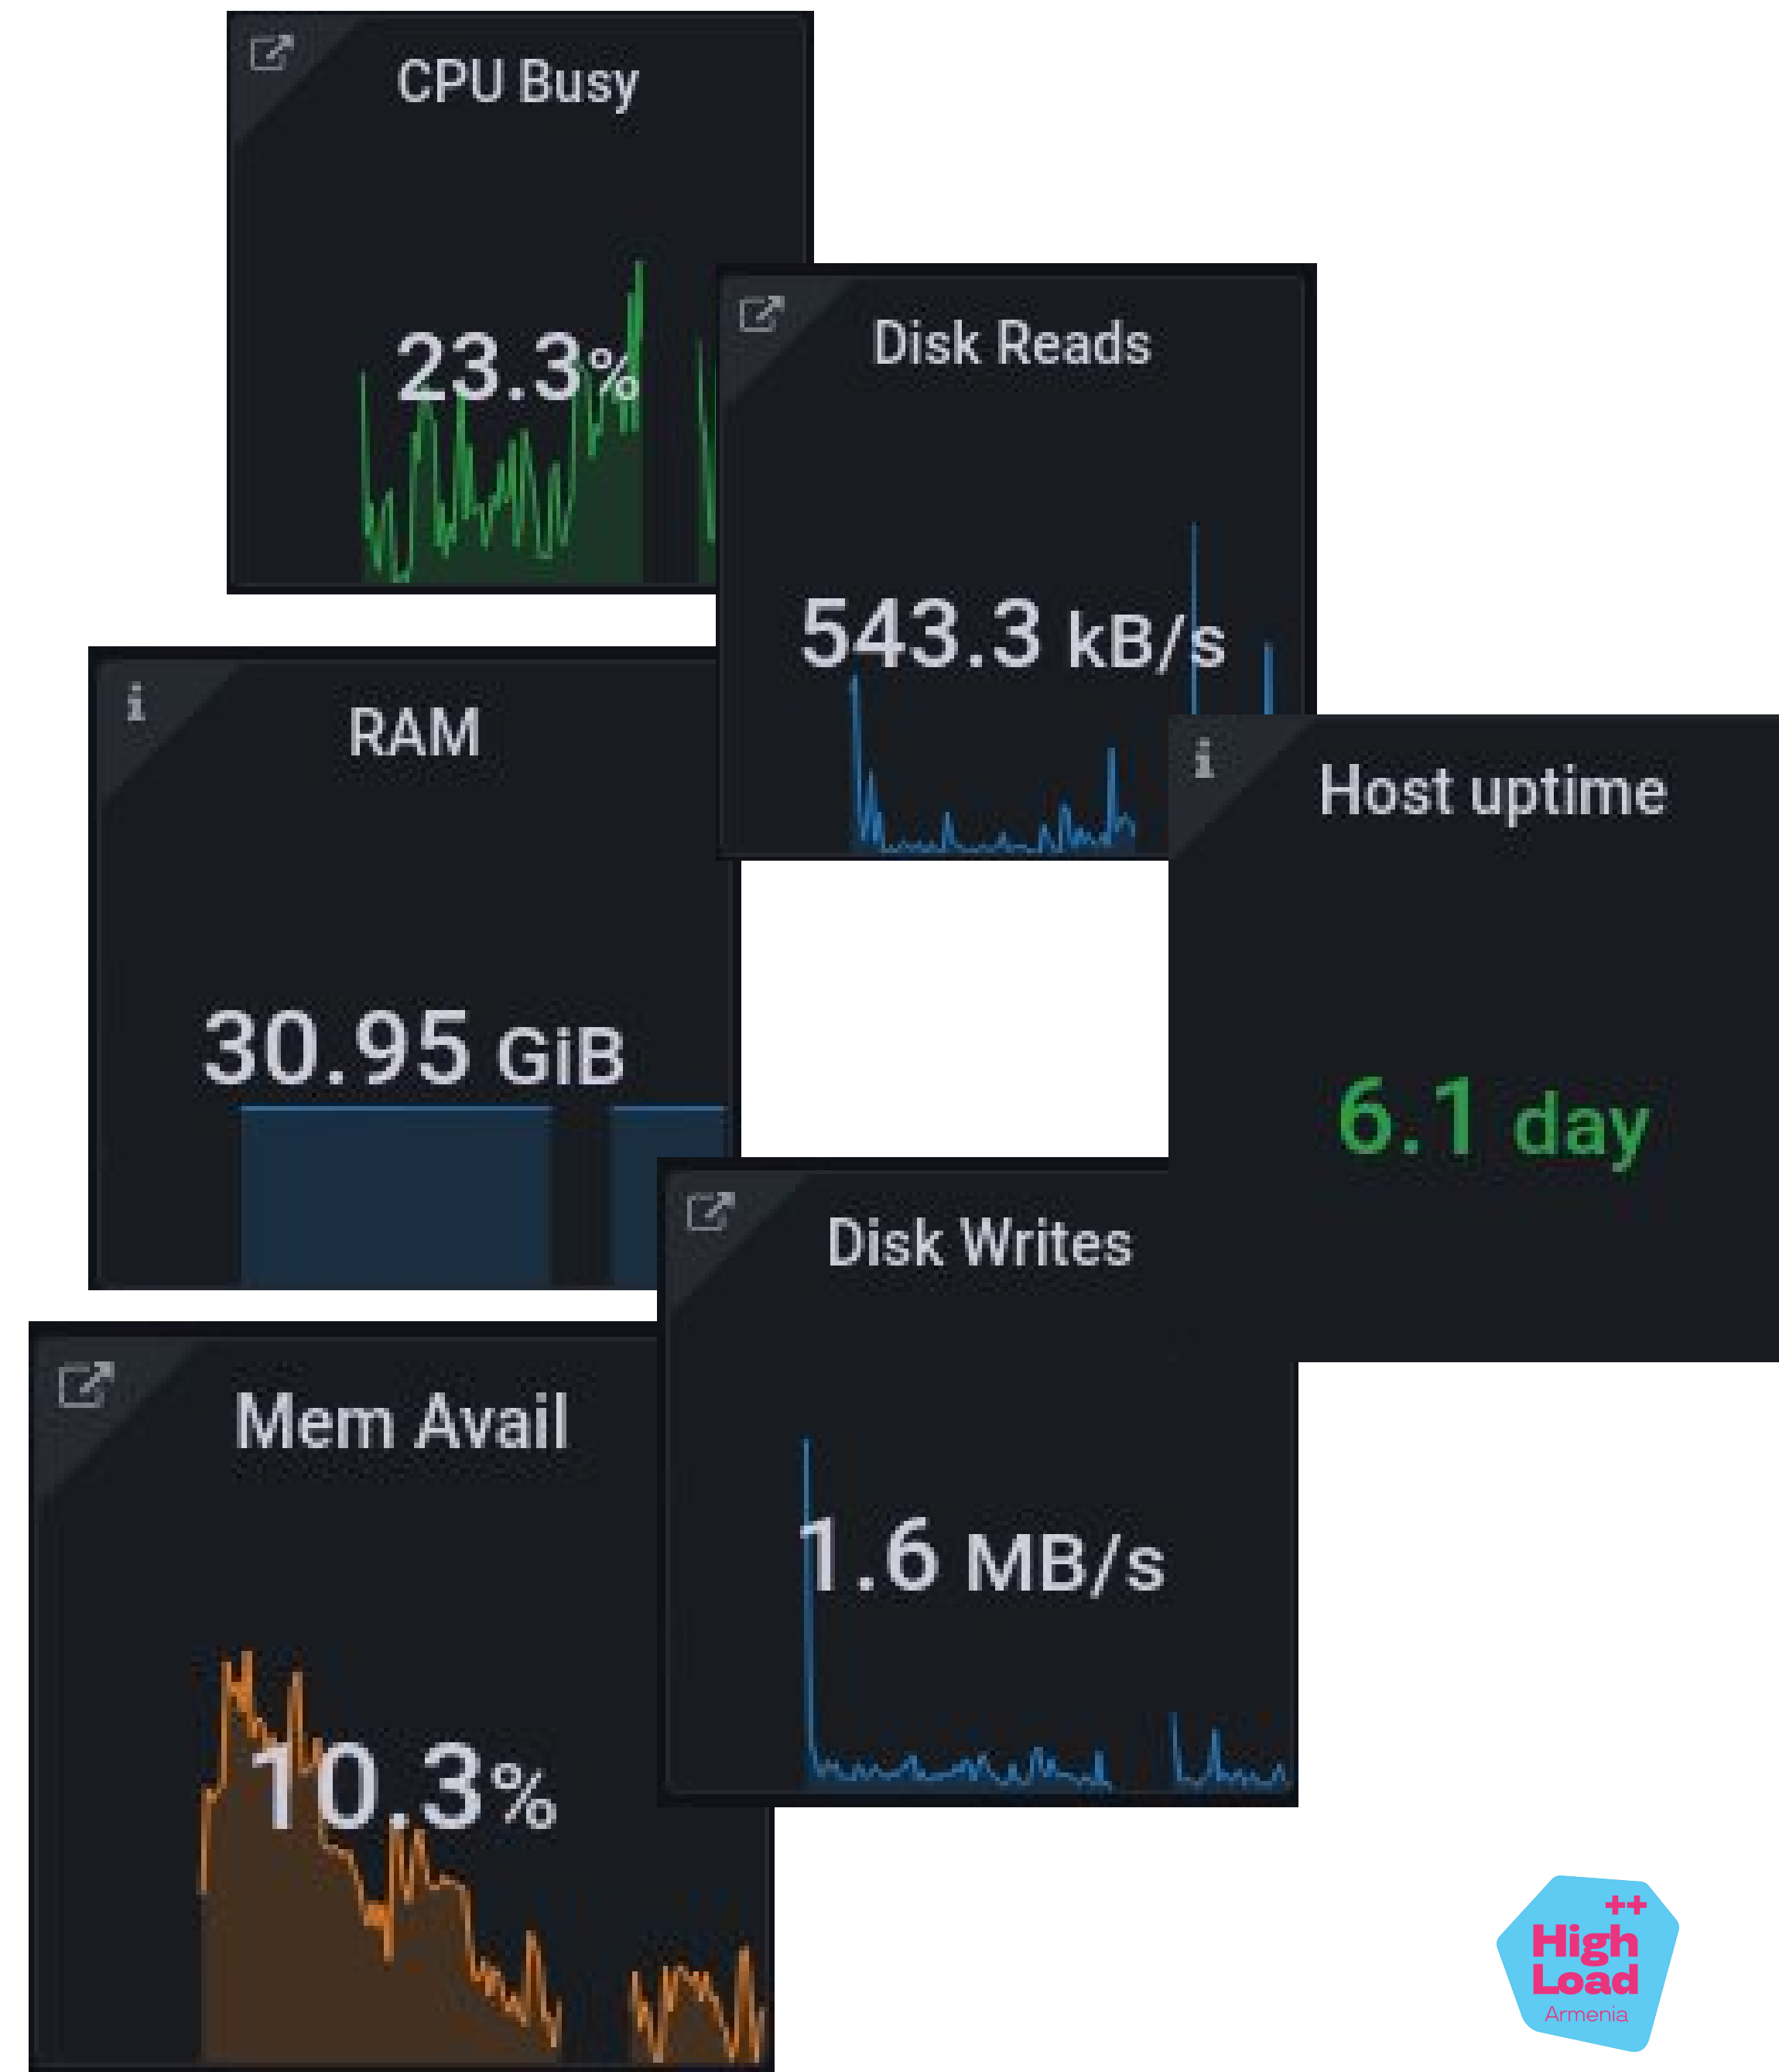 CPU Busy
23.3%
Disk Reads
543.3 kB/s
i
RAM
30.95 GiB
i
Host uptime
6.1 day
Disk Writes
1.6 MB/s
Mem Avail
10.3%
++
High
Load
Armenia